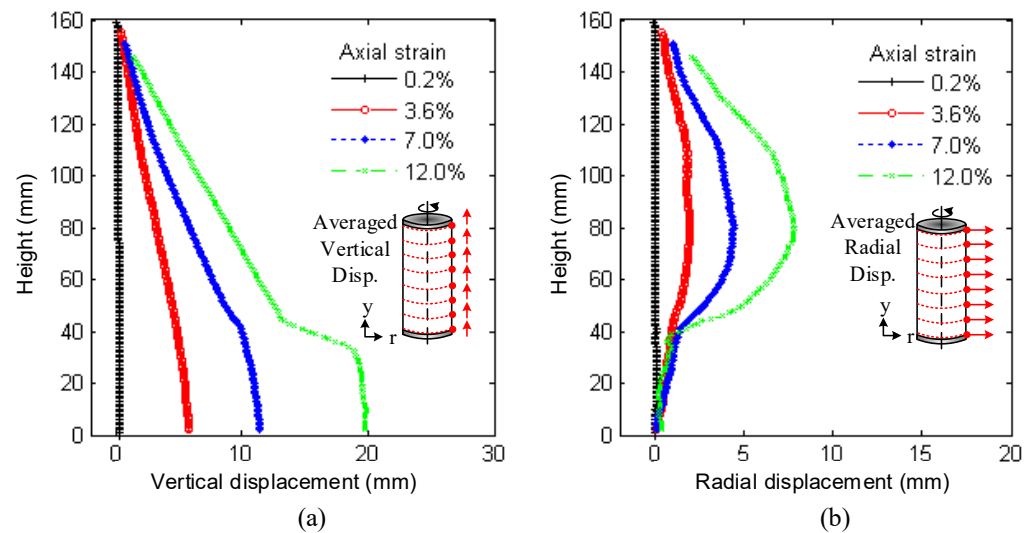 160
140
120
100
80
60
40
20
0
Height (mm)
0
10
20
30
Vertical displacement (mm)
Axial strain
0.2%
3.6%
7.0%
12.0%
Averaged
Vertical
Disp.
y
r
(a)
160
140
120
100
80
60
40
20
0
Height (mm)
0
5
10
15
20
Radial displacement (mm)
Axial strain
0.2%
3.6%
7.0%
12.0%
Averaged
Radial
Disp.
y
r
(b)